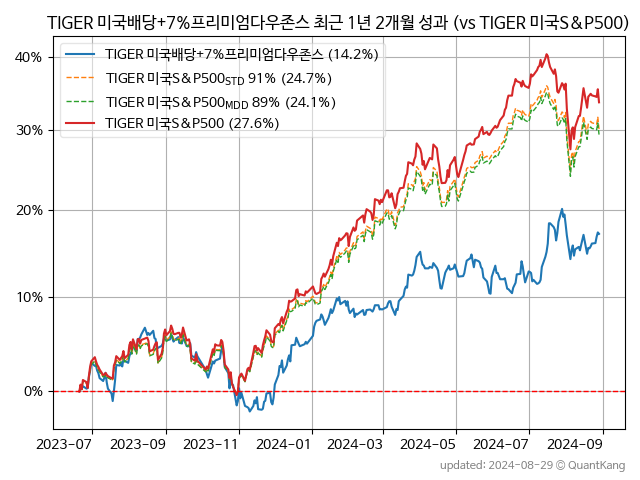 TIGER 미국배당+7%프리미엄다우존스 최근 1년 2개월 성과 (vs TIGER 미국S&P500)
TIGER 미국배당+7%프리미엄다우존스 (14.2%)
TIGER 미국S&P500STD 91% (24.7%)
TIGER 미국S&P500MDD 89% (24.1%)
TIGER 미국S&P500 (27.6%)
40%
30%
20%
10%
0%
2023-07 2023-09 2023-11 2024-01 2024-03 2024-05 2024-07 2024-09
updated: 2024-08-29 © QuantKang